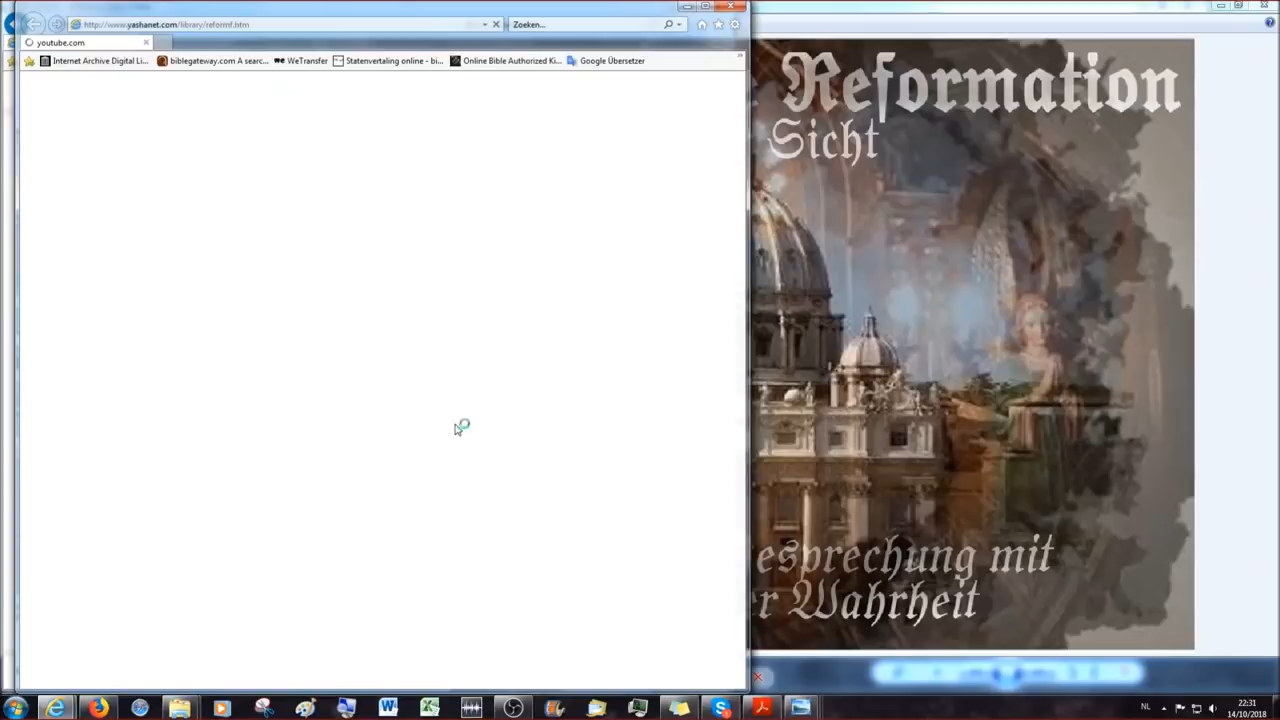 http://www.yashanet.com/library/reformf.htm
Zoeken...
youtube.com
Internet Archive Digital Li...
biblegateway.com A searc...
WeTransfer
Statenvertaling online - bi...
Online Bible Authorized Ki...
Google Übersetzer
Reformation
Sicht
esprechung mit
er Wahrheit
NL
22:31
14/10/2018